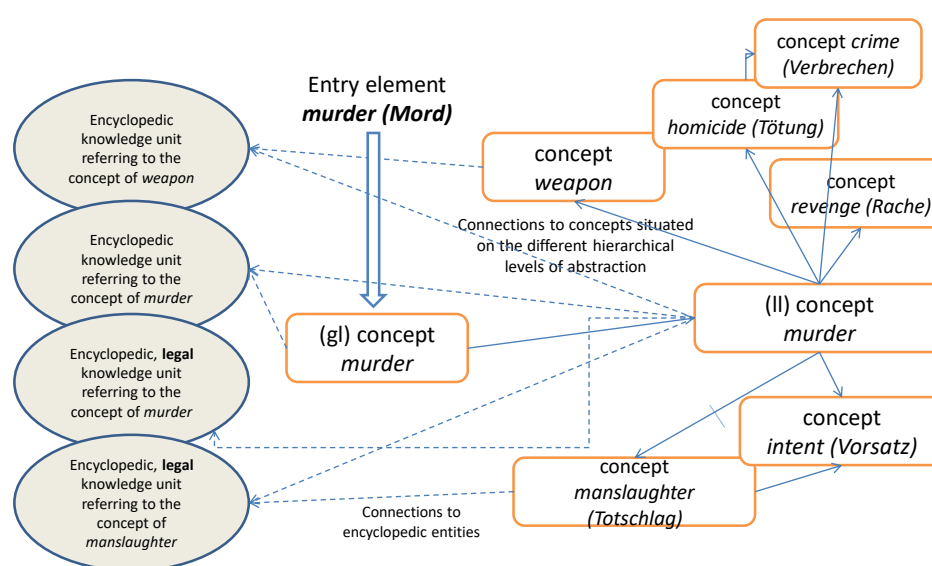 concept crime
(Verbrechen)
Entry element
murder (Mord)
concept
homicide (Tötung)
Encyclopedic
knowledge unit
referring to the
concept of weapon
concept
weapon
concept
revenge (Rache)
Connections to concepts situated
on the different hierarchical
levels of abstraction
Encyclopedic
knowledge unit
referring to the
concept of murder
(gl) concept
murder
(ll) concept
murder
Encyclopedic, legal
knowledge unit
referring to the
concept of murder
concept
intent (Vorsatz)
Encyclopedic, legal
knowledge unit
referring to the
concept of
manslaughter
concept
manslaughter
(Totschlag)
Connections to
encyclopedic entities